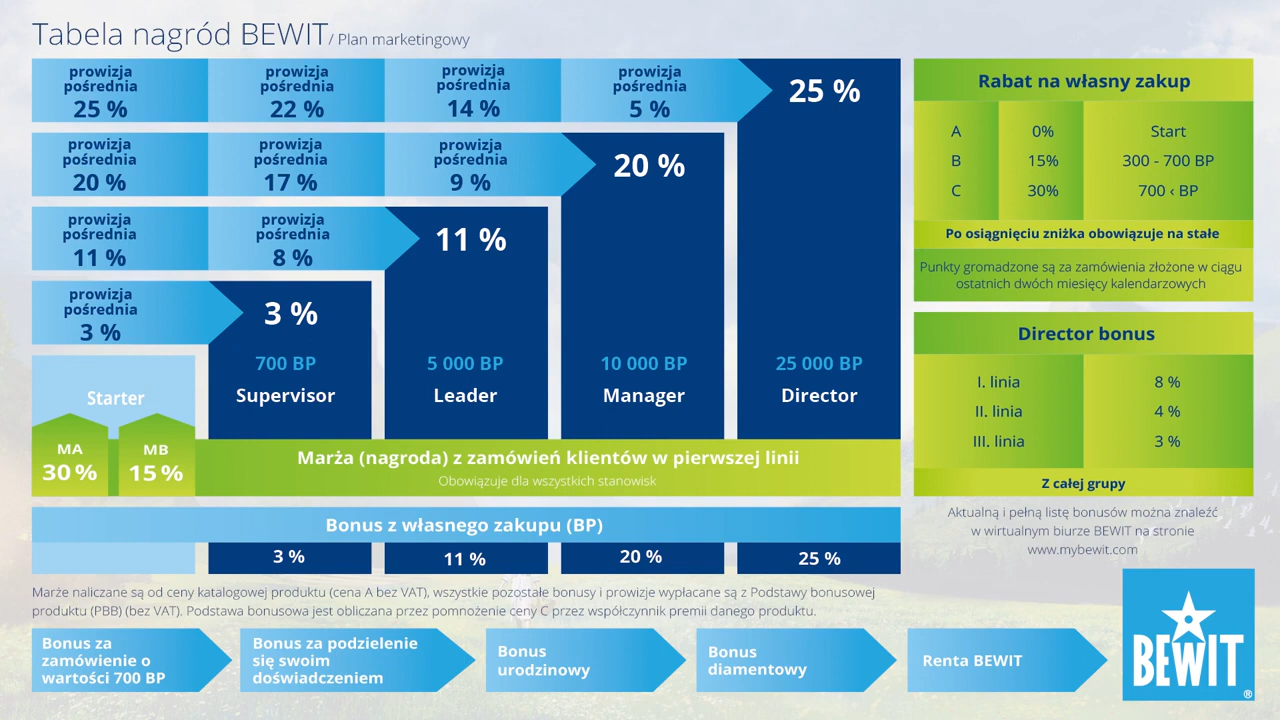 Tabela nagród BEWIT / Plan marketingowy
prowizja
pośrednia
25 %
prowizja
pośrednia
22 %
prowizja
pośrednia
14 %
prowizja
pośrednia
5 %
25 %
prowizja
pośrednia
20 %
prowizja
pośrednia
17 %
prowizja
pośrednia
9 %
20 %
prowizja
pośrednia
11 %
prowizja
pośrednia
8 %
11 %
prowizja
pośrednia
3 %
3 %
700 BP
Supervisor
5 000 BP
Leader
10 000 BP
Manager
25 000 BP
Director
Starter
MA
30 %
MB
15 %
Marża (nagroda) z zamówień klientów w pierwszej linii
Obowiązuje dla wszystkich stanowisk
Bonus z własnego zakupu (BP)
3 % 11 % 20 % 25 %
Rabat na własny zakup
A 0% Start
B 15% 300 - 700 BP
C 30% 700 ‹ BP
Po osiągnięciu zniżka obowiązuje na stałe
Punkty gromadzone są za zamówienia złożone w ciągu
ostatnich dwóch miesięcy kalendarzowych
Director bonus
I. linia 8 %
II. linia 4 %
III. linia 3 %
Z całej grupy
Aktualną i pełną listę bonusów można znaleźć
w wirtualnym biurze BEWIT na stronie
www.mybewit.com
Marże naliczane są od ceny katalogowej produktu (cena A bez VAT), wszystkie pozostałe bonusy i prowizje wypłacane są z Podstawy bonusowej
produktu (PBB) (bez VAT). Podstawa bonusowa jest obliczana przez pomnożenie ceny C przez współczynnik premii danego produktu.
Bonus za
zamówienie o
wartości 700 BP
Bonus za podzielenie
się swoim
doświadczeniem
Bonus
urodzinowy
Bonus
diamentowy
Renta BEWIT
BEWIT
®